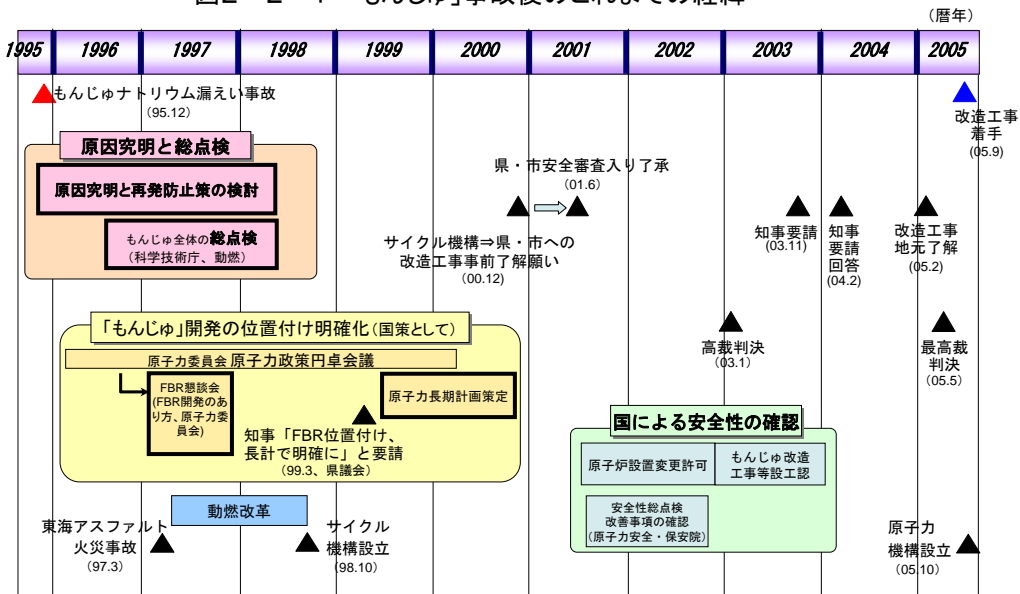 (暦年)
1995 1996 1997 1998 1999 2000 2001 2002 2003 2004 2005
もんじゅナトリウム漏えい事故
(95.12)
改造工事
着手
(05.9)
原因究明と総点検
原因究明と再発防止策の検討
もんじゅ全体の総点検
(科学技術庁、動燃)
県・市安全審査入り了承
(01.6)
サイクル機構⇒県・市への
改造工事事前了解願い
(00.12)
知事要請
(03.11)
知事
要請
回答
(04.2)
改造工事
地元了解
(05.2)
「もんじゅ」開発の位置付け明確化(国策として)
原子力委員会 原子力政策円卓会議
FBR懇談会
(FBR開発のあ
り方、原子力委
員会)
原子力長期計画策定
知事「FBR位置付け、
長計で明確に」と要請
(99.3、県議会)
高裁判決
(03.1)
最高裁
判決
(05.5)
国による安全性の確認
原子炉設置変更許可
もんじゅ改造
工事等設工認
安全性総点検
改善事項の確認
(原子力安全・保安院)
動燃改革
東海アスファルト
火災事故
(97.3)
サイクル
機構設立
(98.10)
原子力
機構設立
(05.10)